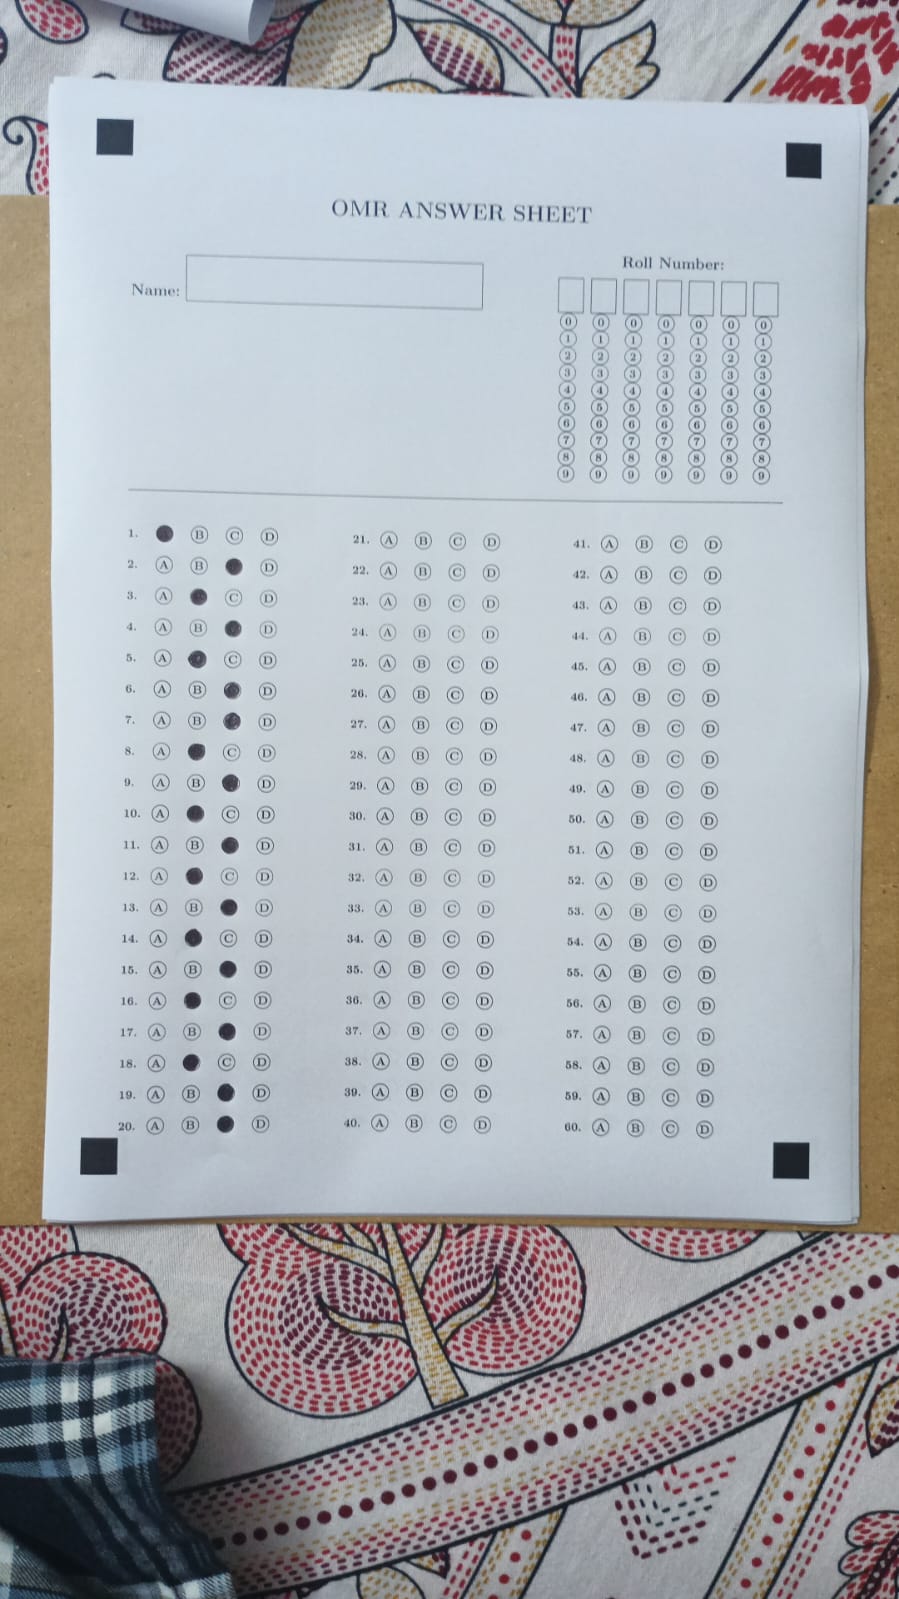 OMR ANSWER SHEET
Roll Number:
Name:
0 0 0 0 0 0 0
1 1 1 1 1 1 1
2 2 2 2 2 2 2
3 3 3 3 3 3 3
4 4 4 4 4 4 4
5 5 5 5 5 5 5
6 6 6 6 6 6 6
7 7 7 7 7 7 7
8 8 8 8 8 8 8
9 9 9 9 9 9 9
1. B C D 21. A B C D 41. A B C D
2. A B D 22. A B C D 42. A B C D
3. A C D 23. A B C D 43. A B C D
4. A B D 24. A B C D 44. A B C D
5. A C D 25. A B C D 45. A B C D
6. A B D 26. A B C D 46. A B C D
7. A B D 27. A B C D 47. A B C D
8. A C D 28. A B C D 48. A B C D
9. A B D 29. A B C D 49. A B C D
10. A C D 30. A B C D 50. A B C D
11. A B D 31. A B C D 51. A B C D
12. A C D 32. A B C D 52. A B C D
13. A B D 33. A B C D 53. A B C D
14. A C D 34. A B C D 54. A B C D
15. A B D 35. A B C D 55. A B C D
16. A C D 36. A B C D 56. A B C D
17. A B D 37. A B C D 57. A B C D
18. A C D 38. A B C D 58. A B C D
19. A B D 39. A B C D 59. A B C D
20. A B D 40. A B C D 60. A B C D